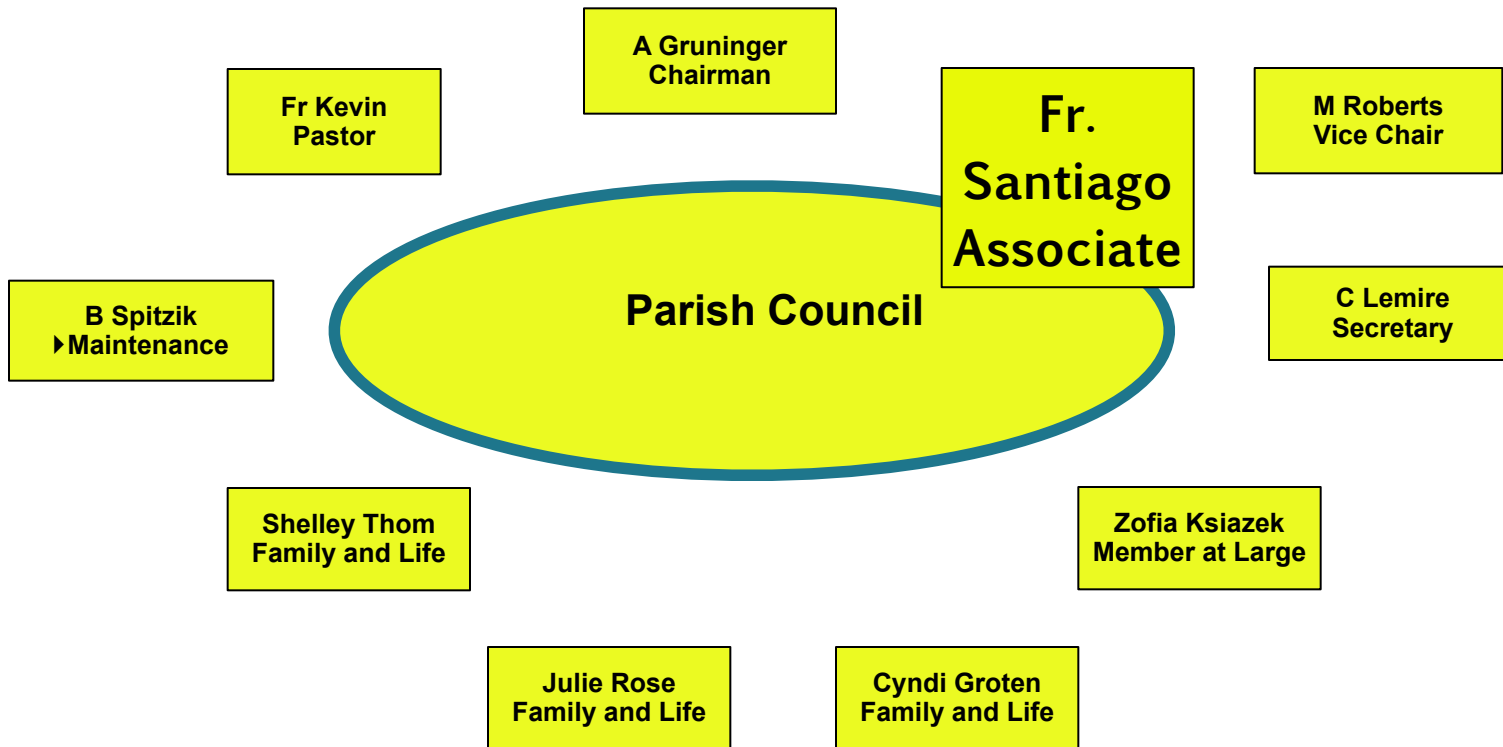 A Gruninger
Chairman
Fr Kevin
Pastor
Fr.
Santiago
Associate
M Roberts
Vice Chair
B Spitzik
▶Maintenance
Parish Council
C Lemire
Secretary
Shelley Thom
Family and Life
Zofia Ksiazek
Member at Large
Julie Rose
Family and Life
Cyndi Groten
Family and Life